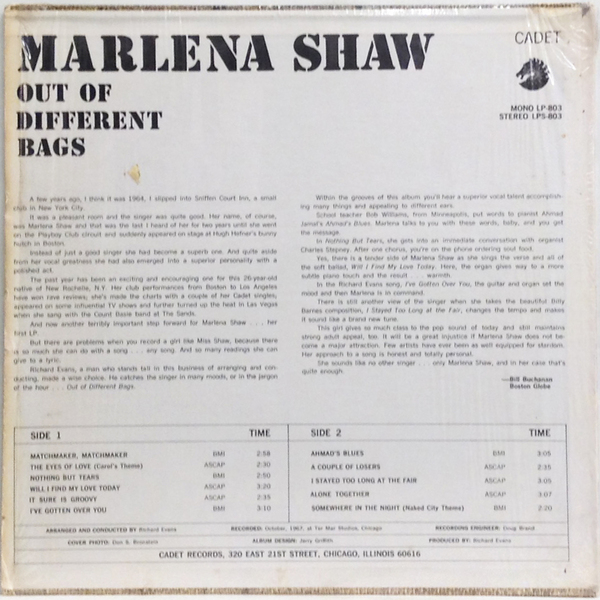 MARLENA SHAW
CADET
OUT OF
DIFFERENT
BAGS
MONO LP-803
STEREO LPS-803
A few years ago, I think it was 1964, I slipped into Sniffen Court Inn, a small
club in New York City.
It was a pleasant room and the singer was quite good. Her name, of course,
was Marlena Shaw and that was the last I heard of her for two years until she went
on the Playboy Club circuit and suddenly appeared on stage at Hugh Hefner's bunny
hutch in Boston.
Instead of just a good singer she had become a superb one. And quite aside
from her vocal greatness she had also emerged into a superior personality with a
polished act.
The past year has been an exciting and encouraging one for this 26-year-old
native of New Rochelle, N.Y. Her club performances from Boston to Los Angeles
have won rave reviews; she's made the charts with a couple of her Cadet singles,
appeared on some influential TV shows and further turned up the heat in Las Vegas
when she sang with the Count Basie band at The Sands.
And now another terribly important step forward for Marlena Shaw . . . her
first LP.
But there are problems when you record a girl like Miss Shaw, because there
is so much she can do with a song . . . any song. And so many readings she can
give to a lyric.
Richard Evans, a man who stands tall in this business of arranging and con-
ducting, made a wise choice. He catches the singer in many moods, or in the jargon
of the hour . . . Out of Different Bags.
Within the grooves of this album you'll hear a superior vocal talent accomplish-
ing many things and appealing to different ears.
School teacher Bob Williams, from Minneapolis, put words to pianist Ahmad
Jamal's Ahmad's Blues. Marlena talks to you with these words, baby, and you get
the message.
In Nothing But Tears, she gets into an immediate conversation with organist
Charles Stepney. After one chorus, you're on the phone ordering soul food.
Yes, there is a tender side of Marlena Shaw as she sings the verse and all of
the soft ballad, Will I Find My Love Today. Here, the organ gives way to a more
subtle piano touch and the result . . . warmth.
In the Richard Evans song, I've Gotten Over You, the guitar and organ set the
mood and then Marlena is in command.
There is still another view of the singer when she takes the beautiful Billy
Barnes composition, I Stayed Too Long at the Fair, changes the tempo and makes
it sound like a brand new tune.
This girl gives so much class to the pop sound of today and still maintains
strong adult appeal, too. It will be a great injustice if Marlena Shaw does not be-
come a major attraction. Few artists have ever been as well equipped for stardom.
Her approach to a song is honest and totally personal.
She sounds like no other singer . . . only Marlena Shaw, and in her case that's
quite enough.
—Bill Buchanan
Boston Globe
SIDE 1 TIME
MATCHMAKER, MATCHMAKER BMI 2:58
THE EYES OF LOVE (Carol's Theme) ASCAP 2:30
NOTHING BUT TEARS BMI 2:50
WILL I FIND MY LOVE TODAY ASCAP 3:20
IT SURE IS GROOVY ASCAP 2:35
I'VE GOTTEN OVER YOU BMI 3:10
SIDE 2 TIME
AHMAD'S BLUES BMI 3:05
A COUPLE OF LOSERS ASCAP 2:35
I STAYED TOO LONG AT THE FAIR ASCAP 3:05
ALONE TOGETHER ASCAP 3:07
SOMEWHERE IN THE NIGHT (Naked City Theme) BMI 2:20
ARRANGED AND CONDUCTED BY Richard Evans RECORDED: October, 1967, at Ter Mar Studios, Chicago RECORDING ENGINEER: Doug Brand
COVER PHOTO: Don S. Bronstein ALBUM DESIGN: Jerry Griffith PRODUCED BY: Richard Evans
CADET RECORDS, 320 EAST 21ST STREET, CHICAGO, ILLINOIS 60616